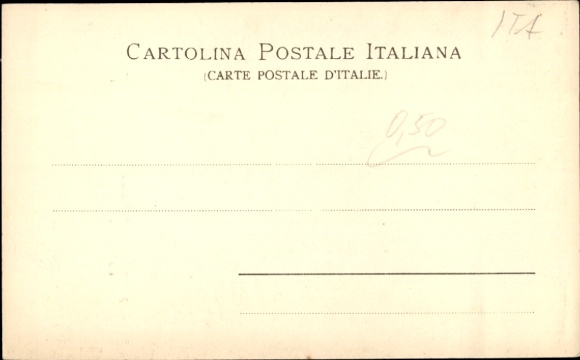 ITA
CARTOLINA POSTALE ITALIANA
(CARTE POSTALE D'ITALIE.)
0,50